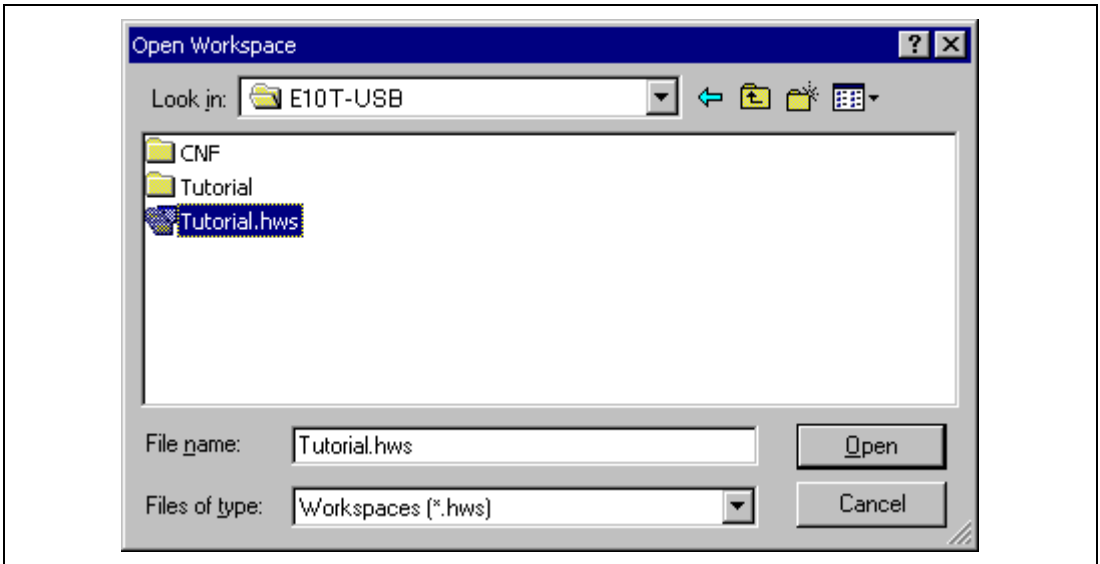 Open Workspace
Look in: E10T-USB
CNF
Tutorial
Tutorial.hws
File name: Tutorial.hws Open
Files of type: Workspaces (*.hws) Cancel